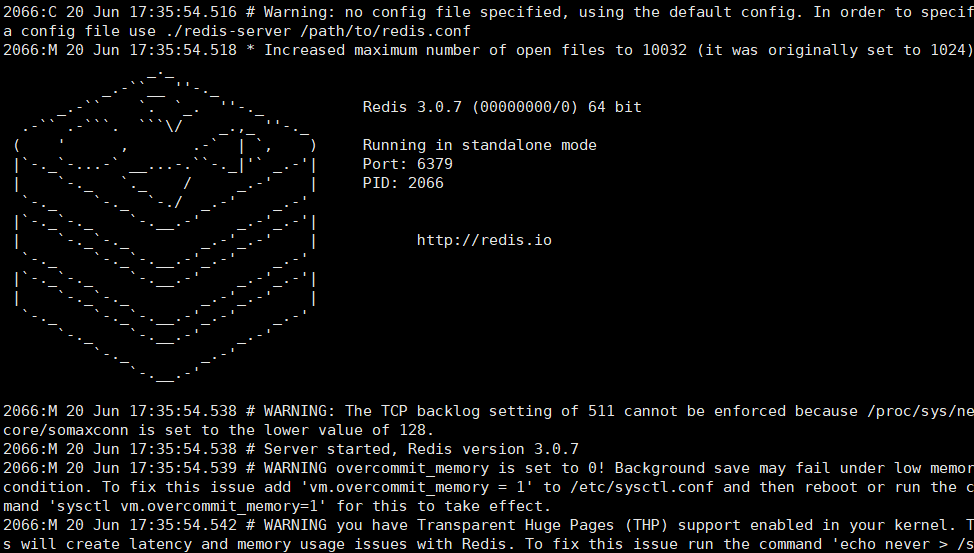 2066:C 20 Jun 17:35:54.516 # Warning: no config file specified, using the default config. In order to specif
a config file use ./redis-server /path/to/redis.conf
2066:M 20 Jun 17:35:54.518 * Increased maximum number of open files to 10032 (it was originally set to 1024)
Redis 3.0.7 (00000000/0) 64 bit
Running in standalone mode
Port: 6379
PID: 2066
http://redis.io
2066:M 20 Jun 17:35:54.538 # WARNING: The TCP backlog setting of 511 cannot be enforced because /proc/sys/ne
core/somaxconn is set to the lower value of 128.
2066:M 20 Jun 17:35:54.538 # Server started, Redis version 3.0.7
2066:M 20 Jun 17:35:54.539 # WARNING overcommit_memory is set to 0! Background save may fail under low memor
condition. To fix this issue add 'vm.overcommit_memory = 1' to /etc/sysctl.conf and then reboot or run the c
mand 'sysctl vm.overcommit_memory=1' for this to take effect.
2066:M 20 Jun 17:35:54.542 # WARNING you have Transparent Huge Pages (THP) support enabled in your kernel. T
s will create latency and memory usage issues with Redis. To fix this issue run the command 'echo never > /s